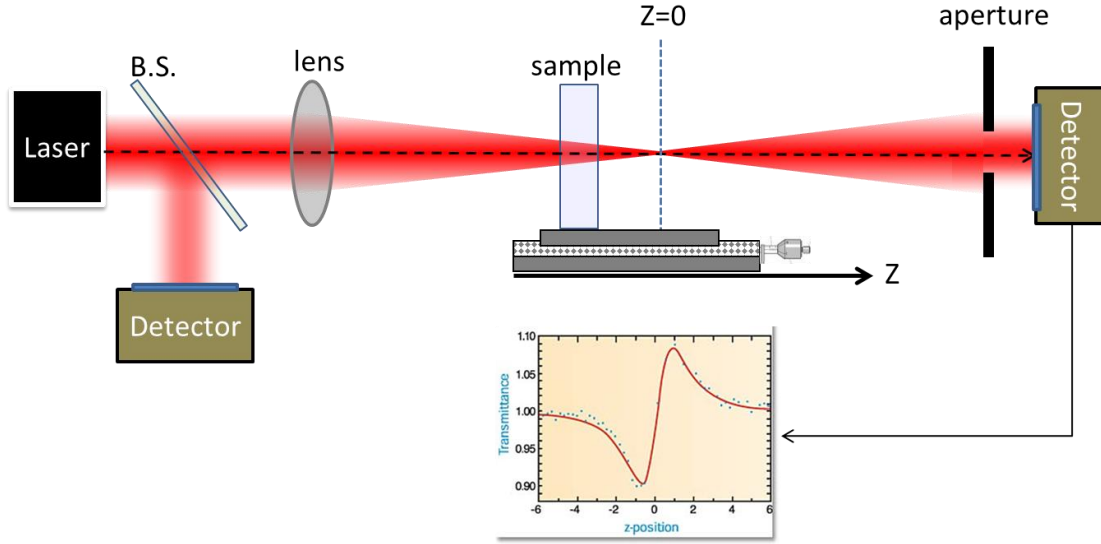 Z=0
aperture
B.S.
lens
sample
Laser
Detector
Z
Detector
1.10
1.05
1.00
0.95
0.90
Transmittance
-6 -4 -2 0 2 4 6
z-position